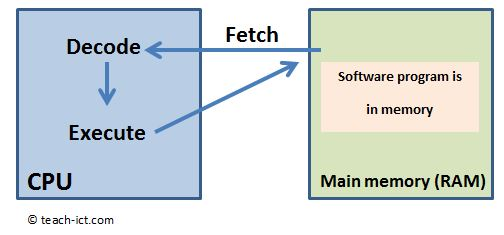 Decode
Fetch
Execute
CPU
Software program is
in memory
Main memory (RAM)
© teach-ict.com